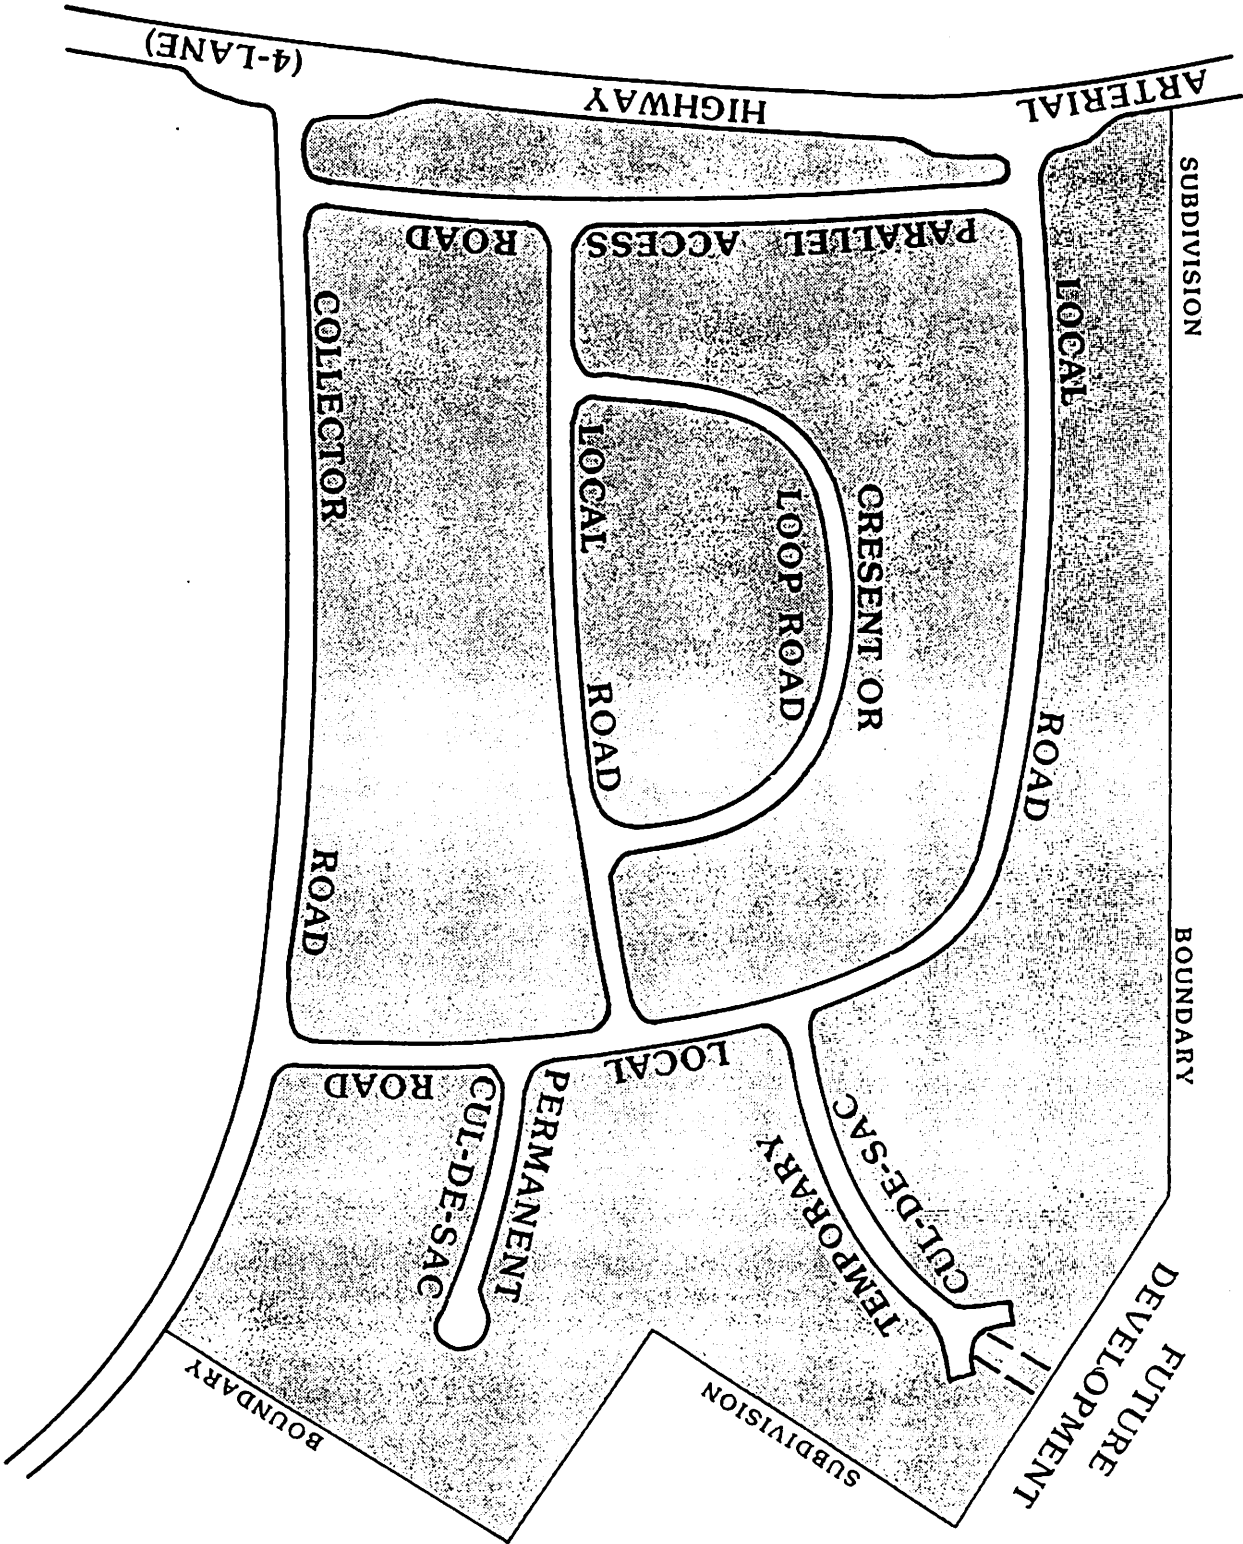 ARTERIAL HIGHWAY (4-LANE)
PARALLEL ACCESS ROAD
SUBDIVISION BOUNDARY
LOCAL ROAD
CRESENT OR
LOOP ROAD
LOCAL ROAD
COLLECTOR ROAD
LOCAL ROAD
PERMANENT
CUL-DE-SAC
TEMPORARY
CUL-DE-SAC
FUTURE
DEVELOPMENT
SUBDIVISION BOUNDARY